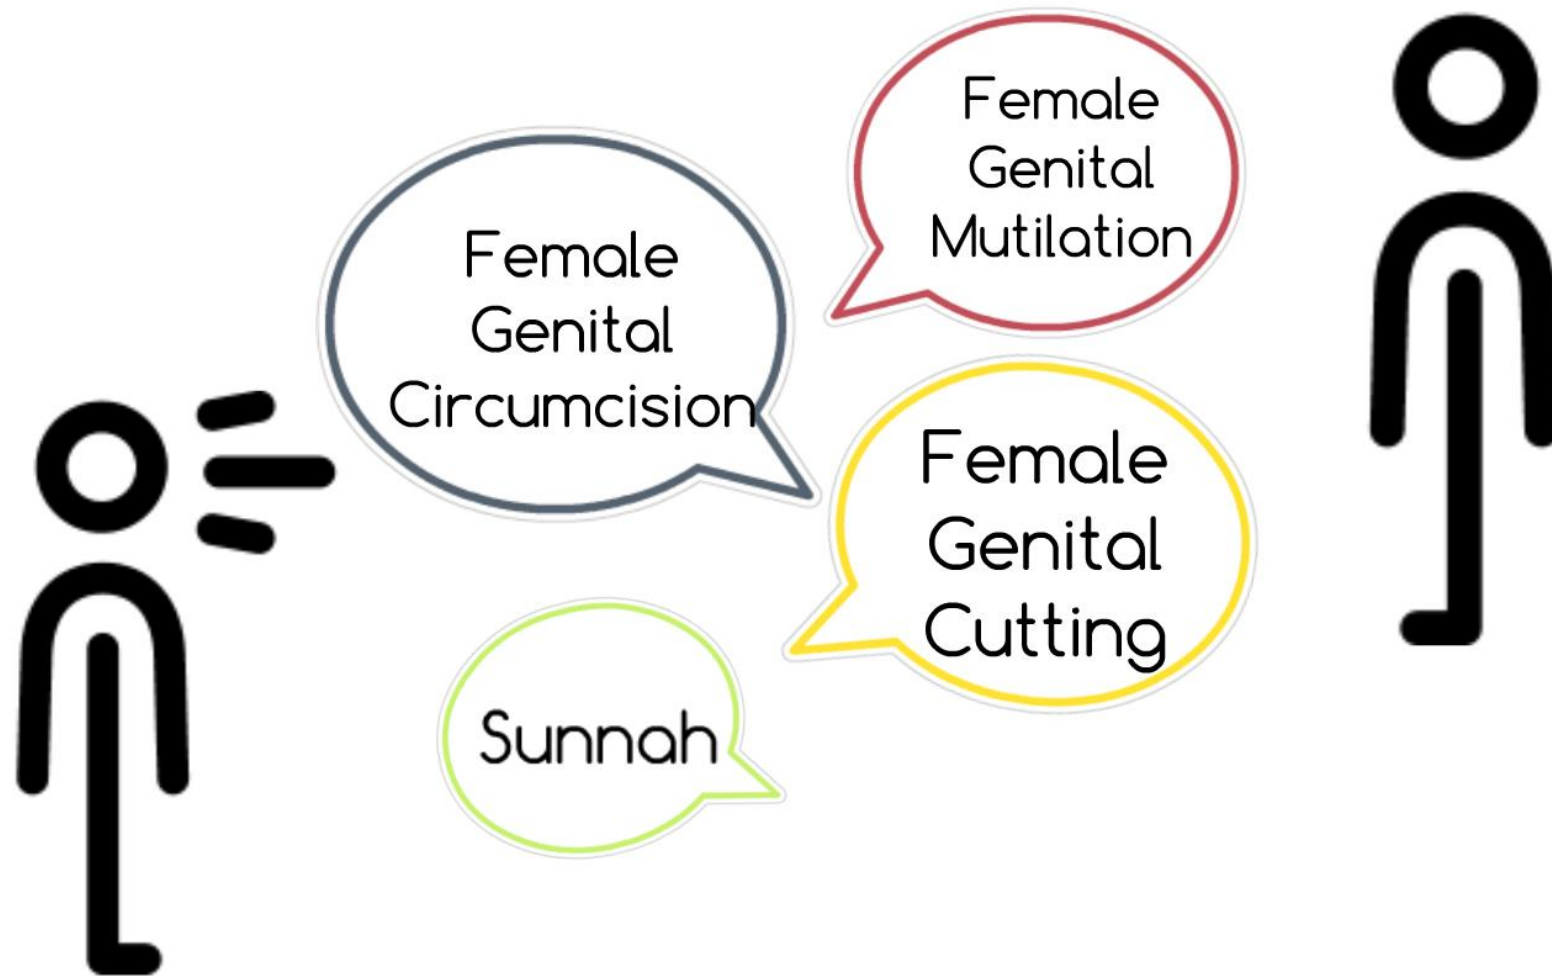 Female
Genital
Mutilation
Female
Genital
Circumcision
Female
Genital
Cutting
Sunnah